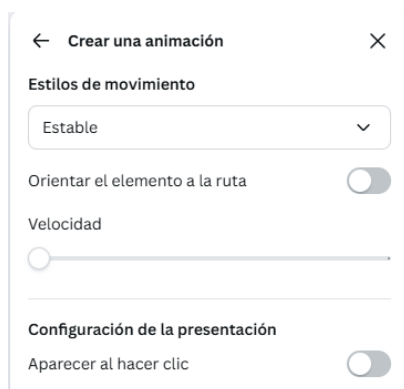 Crear una animación
Estilos de movimiento
Estable
Orientar el elemento a la ruta
Velocidad
Configuración de la presentación
Aparecer al hacer clic